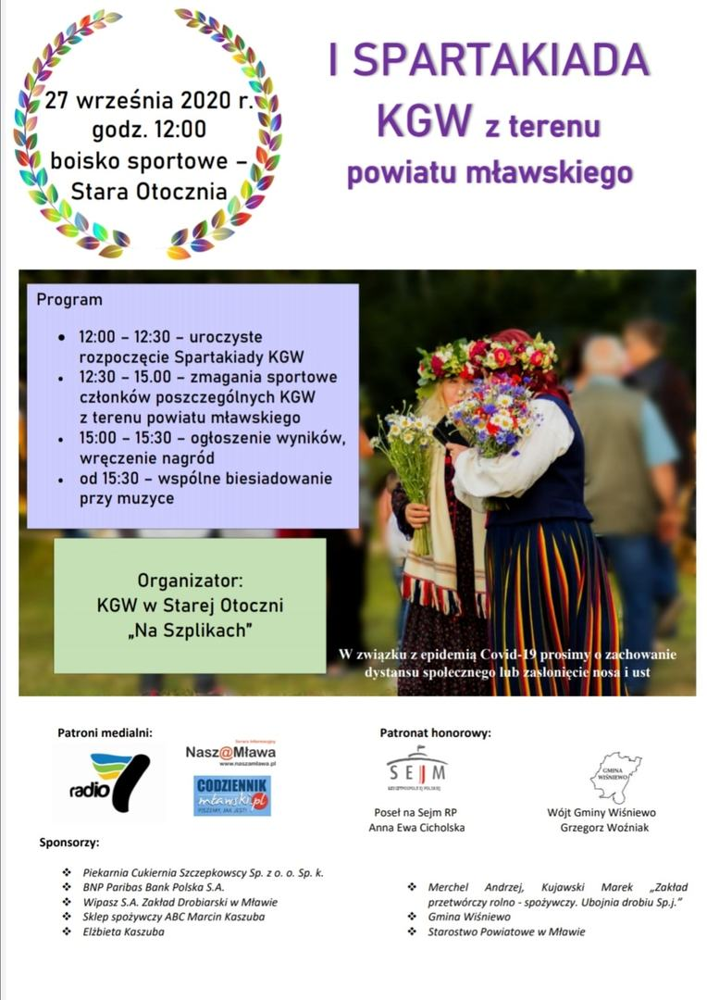 27 września 2020 r.
godz. 12:00
boisko sportowe –
Stara Otocznia
I SPARTAKIADA
KGW z terenu
powiatu mławskiego
Program
• 12:00 – 12:30 – uroczyste
rozpoczęcie Spartakiady KGW
• 12:30 – 15.00 – zmagania sportowe
członków poszczególnych KGW
z terenu powiatu mławskiego
• 15:00 – 15:30 – ogłoszenie wyników,
wręczenie nagród
• od 15:30 – wspólne biesiadowanie
przy muzyce
Organizator:
KGW w Starej Otoczni
„Na Szplikach”
W związku z epidemią Covid-19 prosimy o zachowanie
dystansu społecznego lub zasłonięcie nosa i ust
Patroni medialni:
radio 7
Serwis Informacyjny
Nasz@Mława
www.naszamlawa.pl
CODZIENNIK
mławski.pl
PISZEMY, JAK JEST!
Patronat honorowy:
SEJM
RZECZYPOSPOLITEJ POLSKIEJ
Poseł na Sejm RP
Anna Ewa Cicholska
GMINA
WIŚNIEWO
Wójt Gminy Wiśniewo
Grzegorz Woźniak
Sponsorzy:
❖ Piekarnia Cukiernia Szczepkowscy Sp. z o. o. Sp. k.
❖ BNP Paribas Bank Polska S.A.
❖ Wipasz S.A. Zakład Drobiarski w Mławie
❖ Sklep spożywczy ABC Marcin Kaszuba
❖ Elżbieta Kaszuba
❖ Merchel Andrzej, Kujawski Marek „Zakład
przetwórczy rolno - spożywczy. Ubojnia drobiu Sp.j.”
❖ Gmina Wiśniewo
❖ Starostwo Powiatowe w Mławie